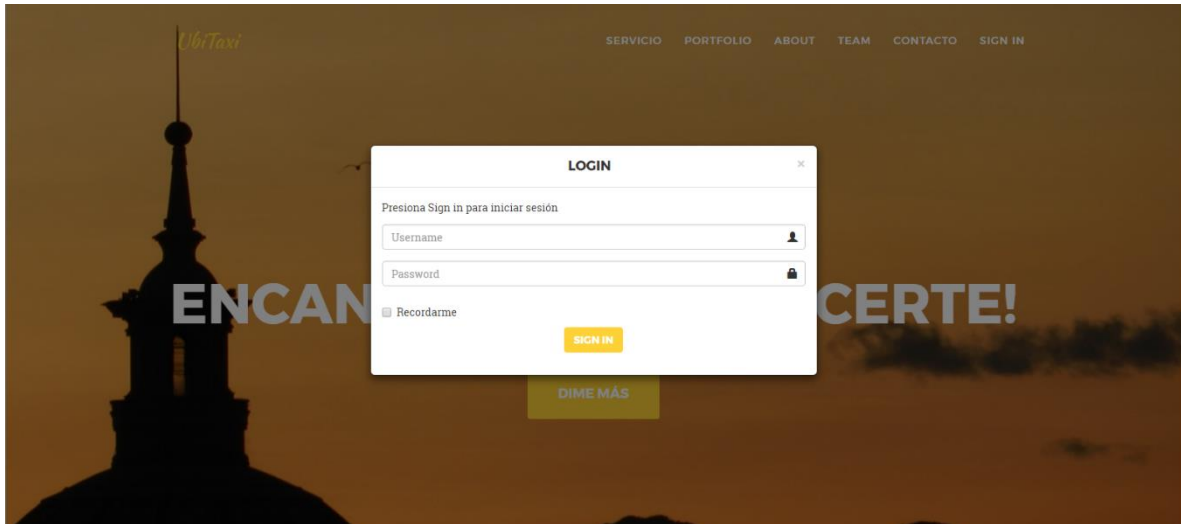 UbiTaxi
SERVICIO PORTFOLIO ABOUT TEAM CONTACTO SIGN IN
LOGIN ×
Presiona Sign in para iniciar sesión
Username
Password
ENCAN CERTE!
Recordarme
SIGN IN
DIME MÁS